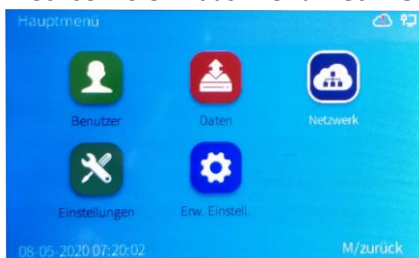 Hauptmenü
Benutzer Daten Netzwerk
Einstellungen Erw. Einstell.
08-05-2020 07:20:02 M/zurück